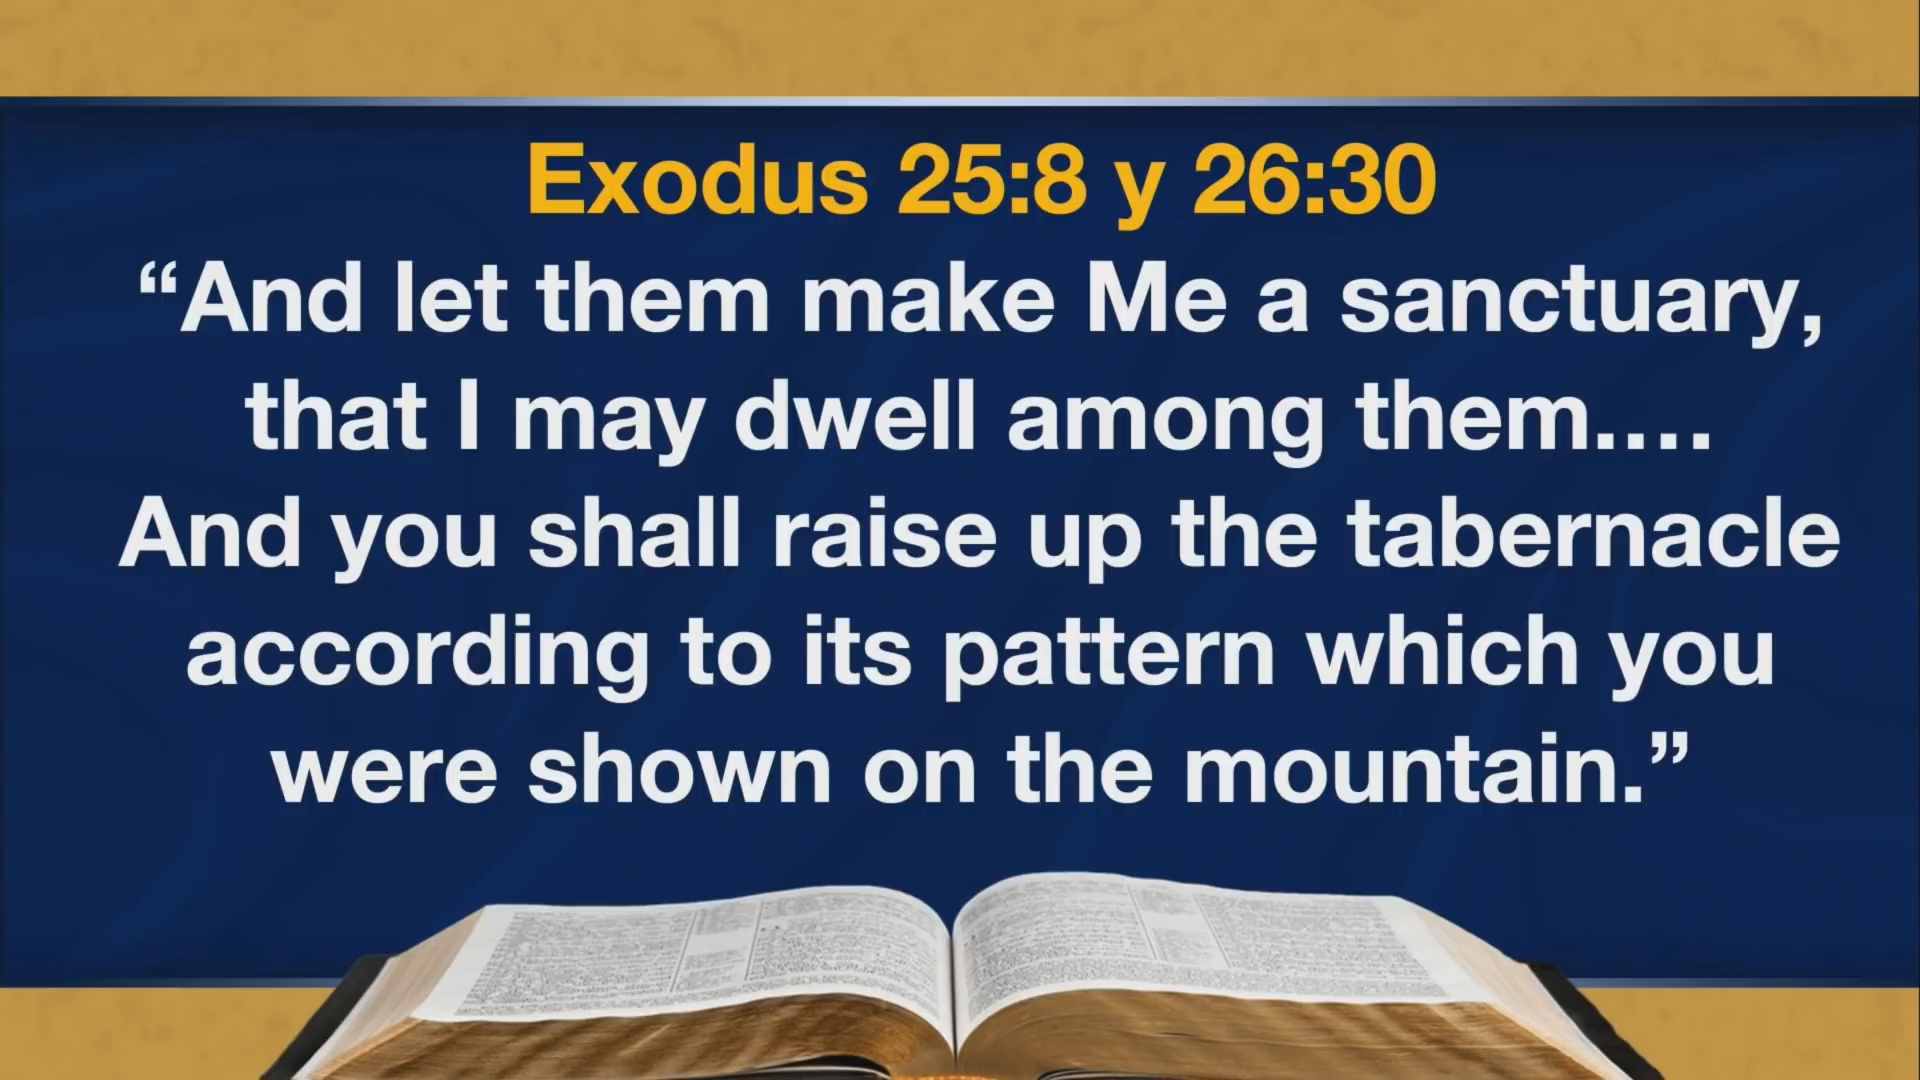 Exodus 25:8 y 26:30
“And let them make Me a sanctuary,
that I may dwell among them....
And you shall raise up the tabernacle
according to its pattern which you
were shown on the mountain.”